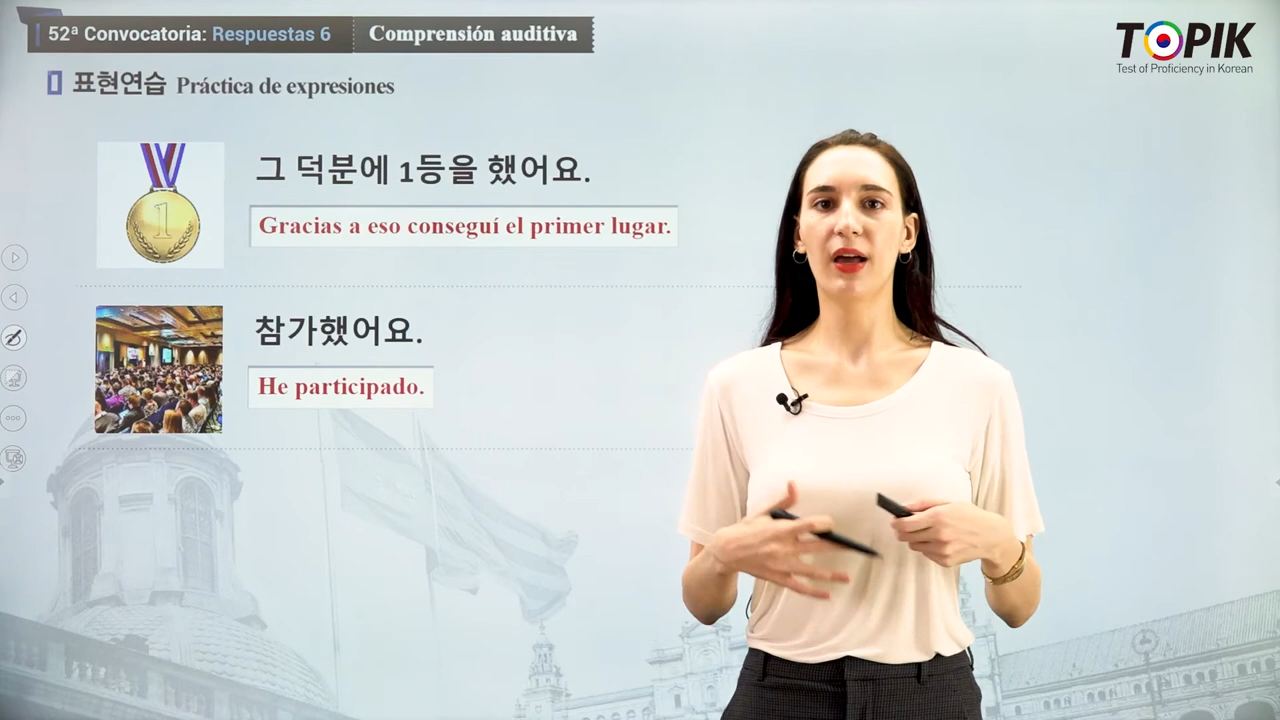 52ª Convocatoria: Respuestas 6 Comprensión auditiva
TOPIK
Test of Proficiency in Korean
표현연습 Práctica de expresiones
1
그 덕분에 1등을 했어요.
Gracias a eso conseguí el primer lugar.
참가했어요.
He participado.